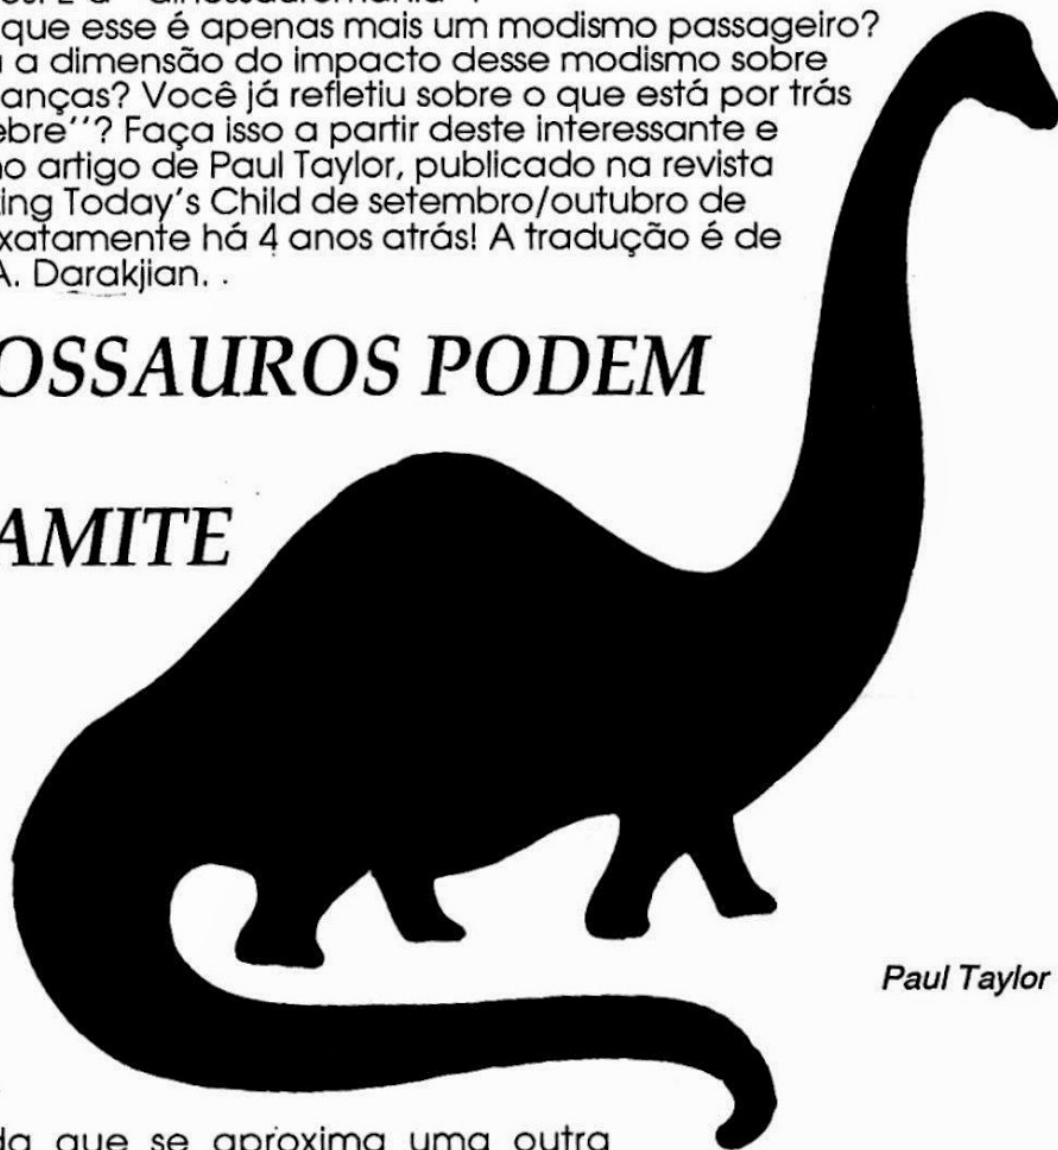 que esse é apenas mais um modismo passageiro?
a dimensão do impacto desse modismo sobre
anças? Você já refletiu sobre o que está por trás
ebre''? Faça isso a partir deste interessante e
no artigo de Paul Taylor, publicado na revista
ing Today's Child de setembro/outubro de
xatamente há 4 anos atrás! A tradução é de
A. Darakjian.
OSSAUROS PODEM
AMITE
Paul Taylor
da que se aproxima uma outra